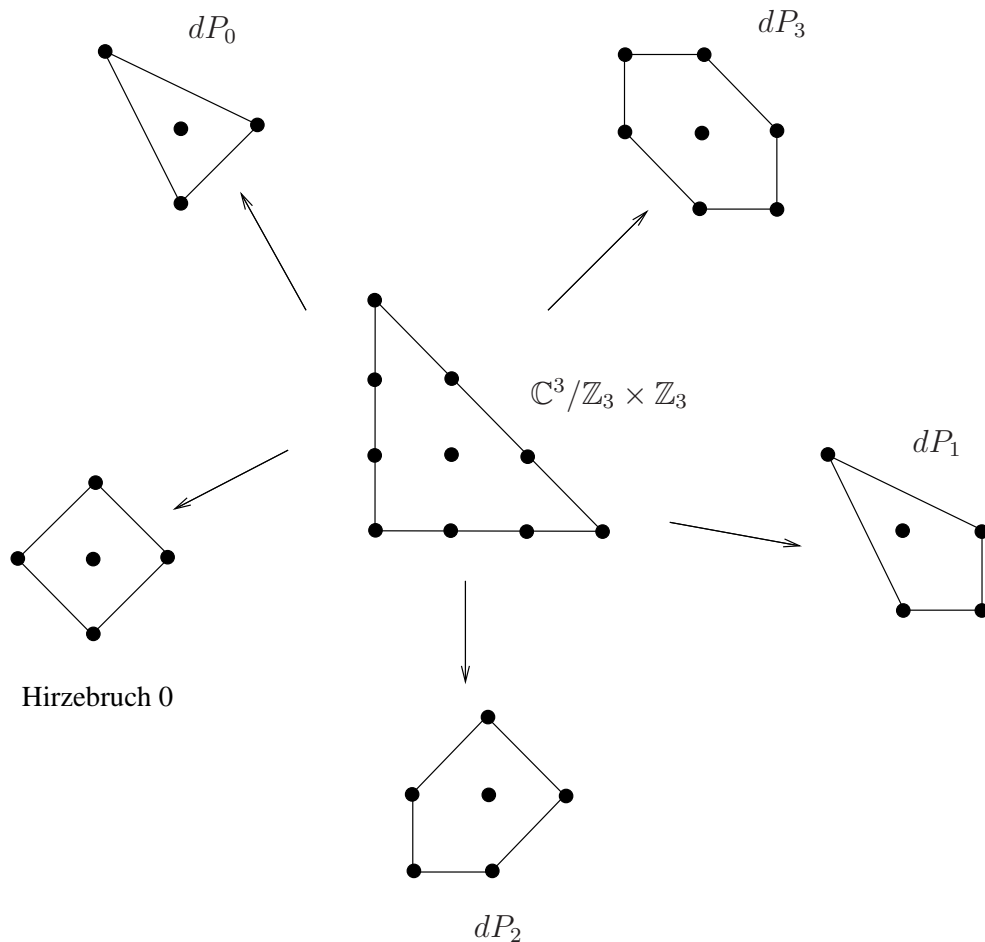 $dP_0$
$dP_3$
$\mathbb{C}^3/\mathbb{Z}_3 \times \mathbb{Z}_3$
$dP_1$
Hirzebruch 0
$dP_2$